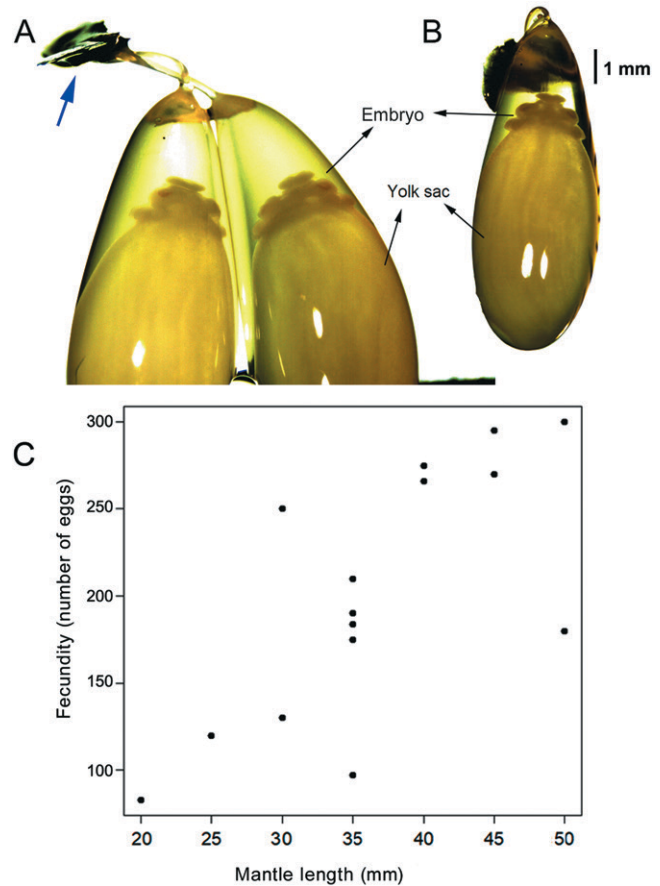 A
B
1 mm
Embryo
Yolk sac
C
Fecundity (number of eggs)
300
250
200
150
100
20 25 30 35 40 45 50
Mantle length (mm)